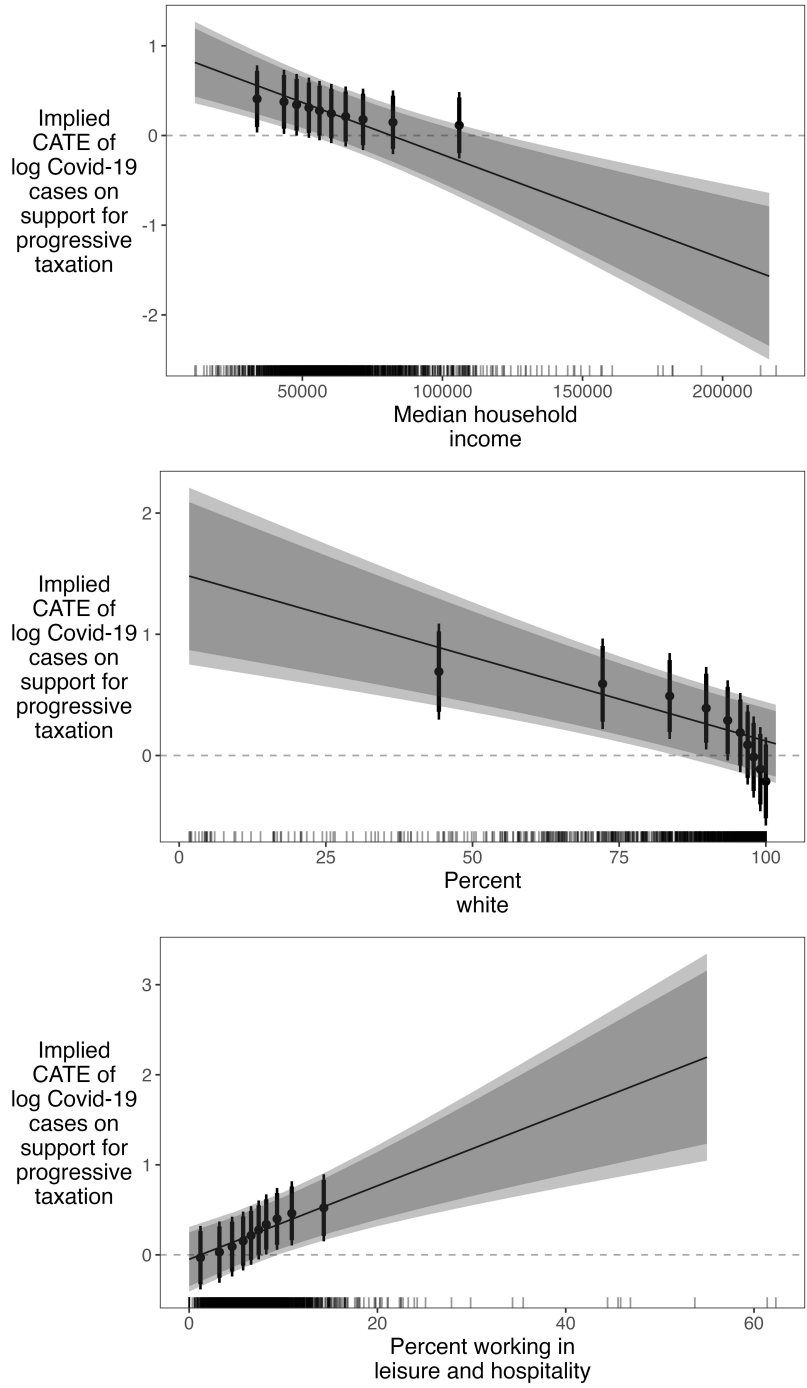 1
0
-1
-2
Implied
CATE of
log Covid-19
cases on
support for
progressive
taxation
50000 100000 150000 200000
Median household
income
2
1
0
Implied
CATE of
log Covid-19
cases on
support for
progressive
taxation
0 25 50 75 100
Percent
white
3
2
1
0
Implied
CATE of
log Covid-19
cases on
support for
progressive
taxation
0 20 40 60
Percent working in
leisure and hospitality